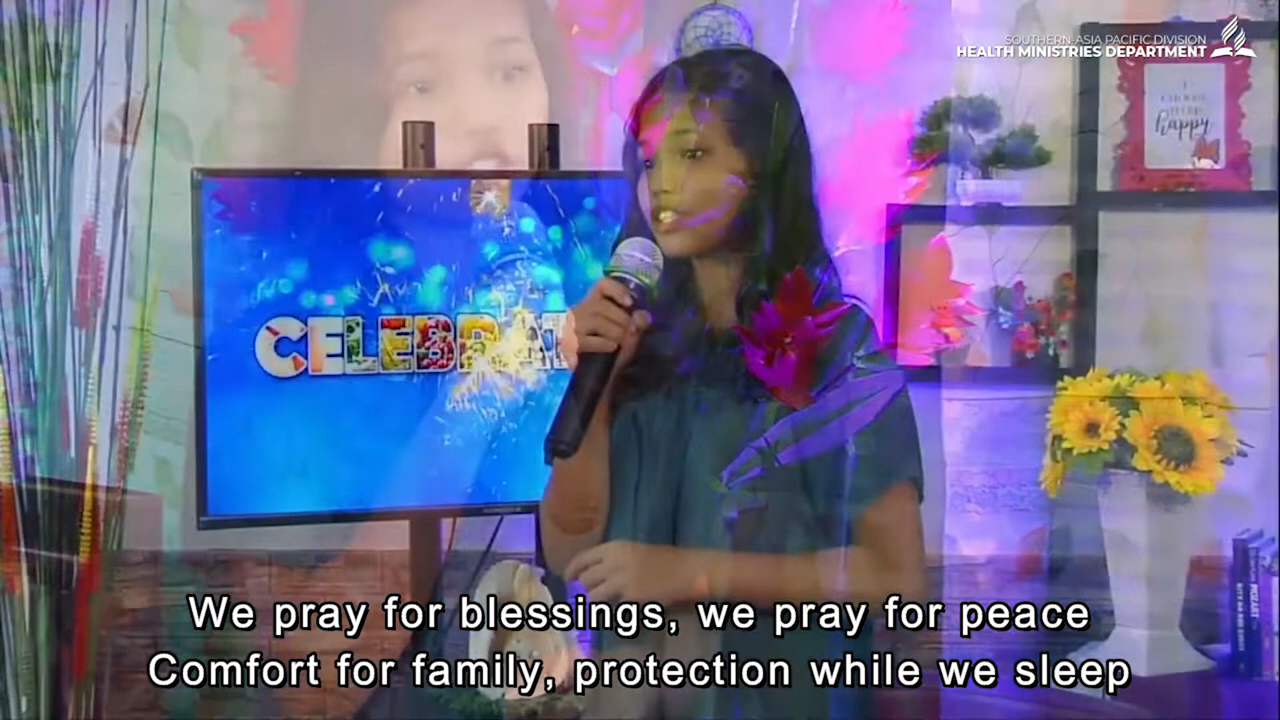 SOUTHERN-ASIA PACIFIC DIVISION
HEALTH MINISTRIES DEPARTMENT
happy
CELEBRAT
MOZART
We pray for blessings, we pray for peace
Comfort for family, protection while we sleep